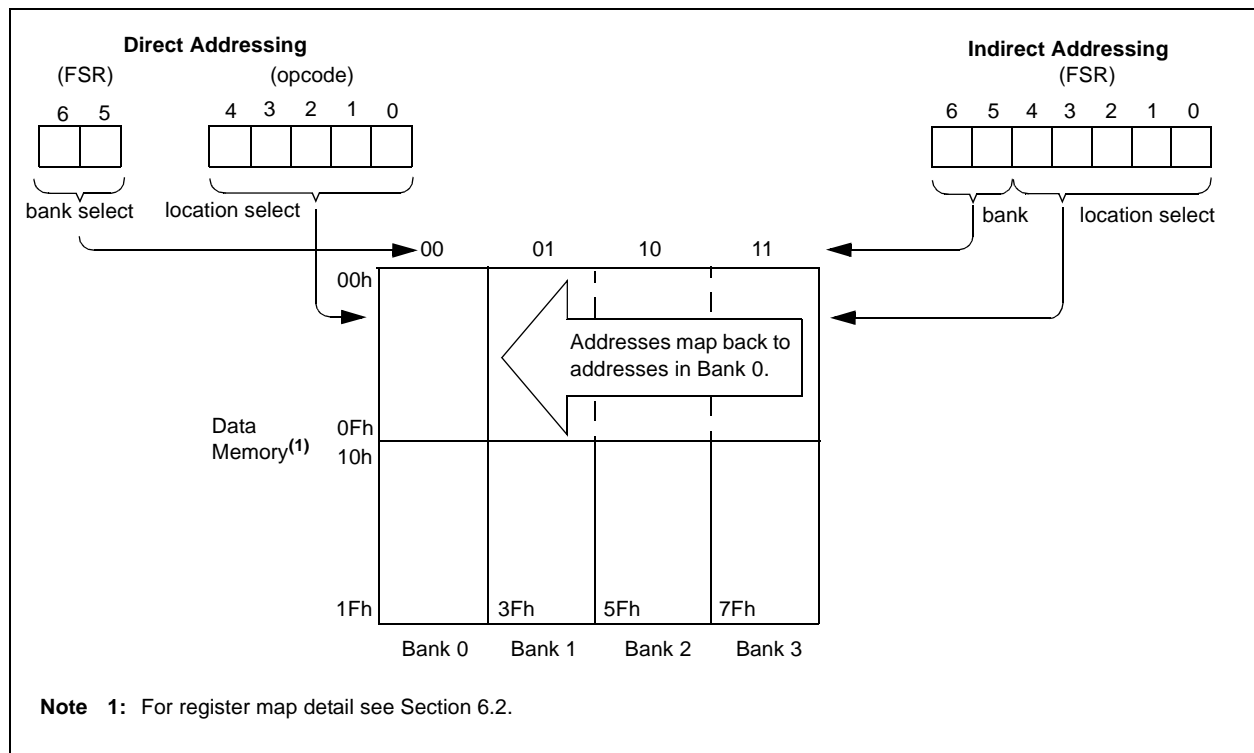 Direct Addressing
(FSR) (opcode)
6 5 4 3 2 1 0
bank select location select
Indirect Addressing
(FSR)
6 5 4 3 2 1 0
bank location select
00 01 10 11
00h
Addresses map back to
addresses in Bank 0.
Data
Memory(1)
0Fh
10h
1Fh 3Fh 5Fh 7Fh
Bank 0 Bank 1 Bank 2 Bank 3
Note 1: For register map detail see Section 6.2.